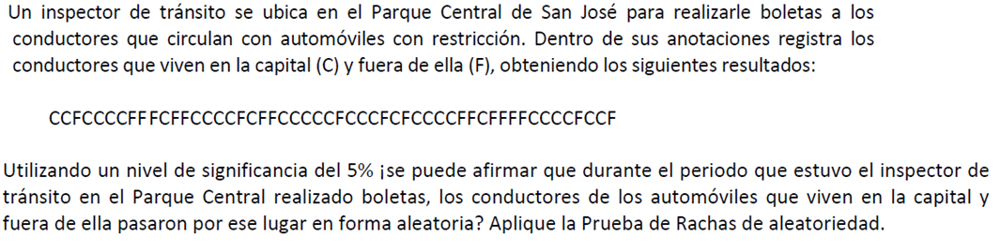 Un inspector de tránsito se ubica en el Parque Central de San José para realizarle boletas a los
conductores que circulan con automóviles con restricción. Dentro de sus anotaciones registra los
conductores que viven en la capital (C) y fuera de ella (F), obteniendo los siguientes resultados:
CCFCCCCFFFCFFCCCCFCFFCCCCCFCCCFCFCCCCFFCFFFFCCCCFCCF
Utilizando un nivel de significancia del 5% ¡se puede afirmar que durante el periodo que estuvo el inspector de
tránsito en el Parque Central realizado boletas, los conductores de los automóviles que viven en la capital y
fuera de ella pasaron por ese lugar en forma aleatoria? Aplique la Prueba de Rachas de aleatoriedad.